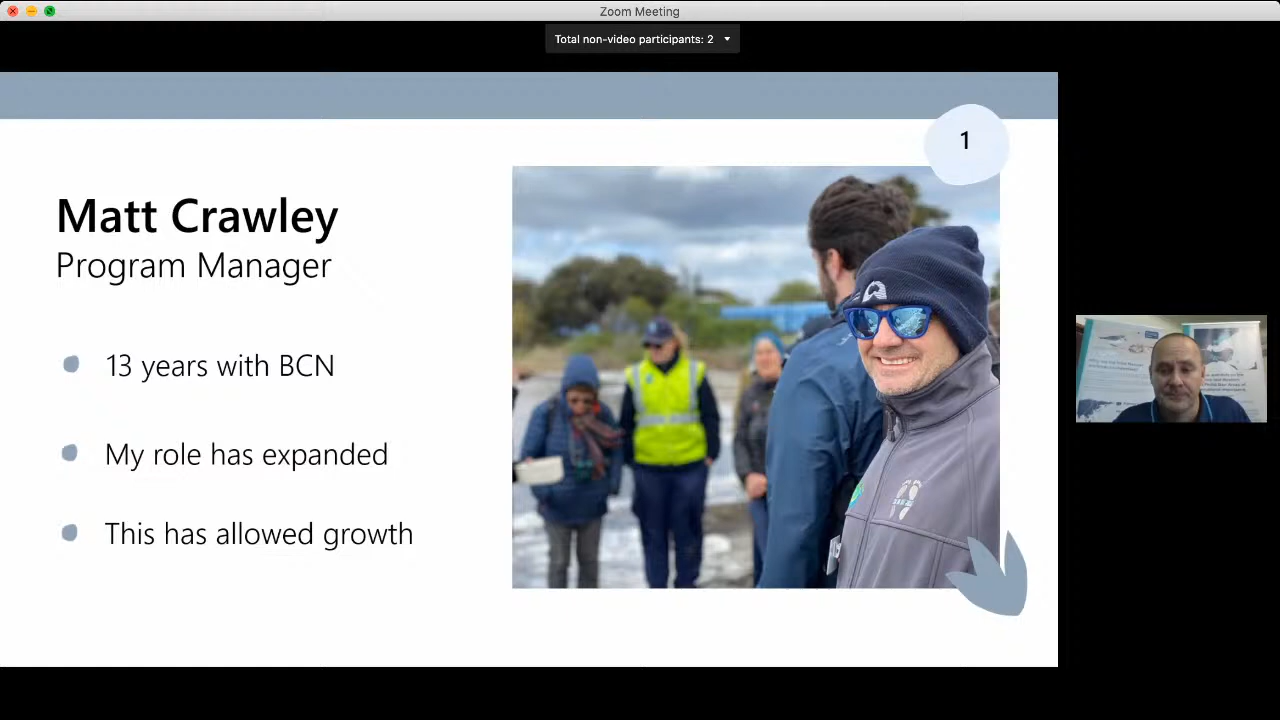 Zoom Meeting
Total non-video participants: 2
1
Matt Crawley
Program Manager
13 years with BCN
My role has expanded
This has allowed growth